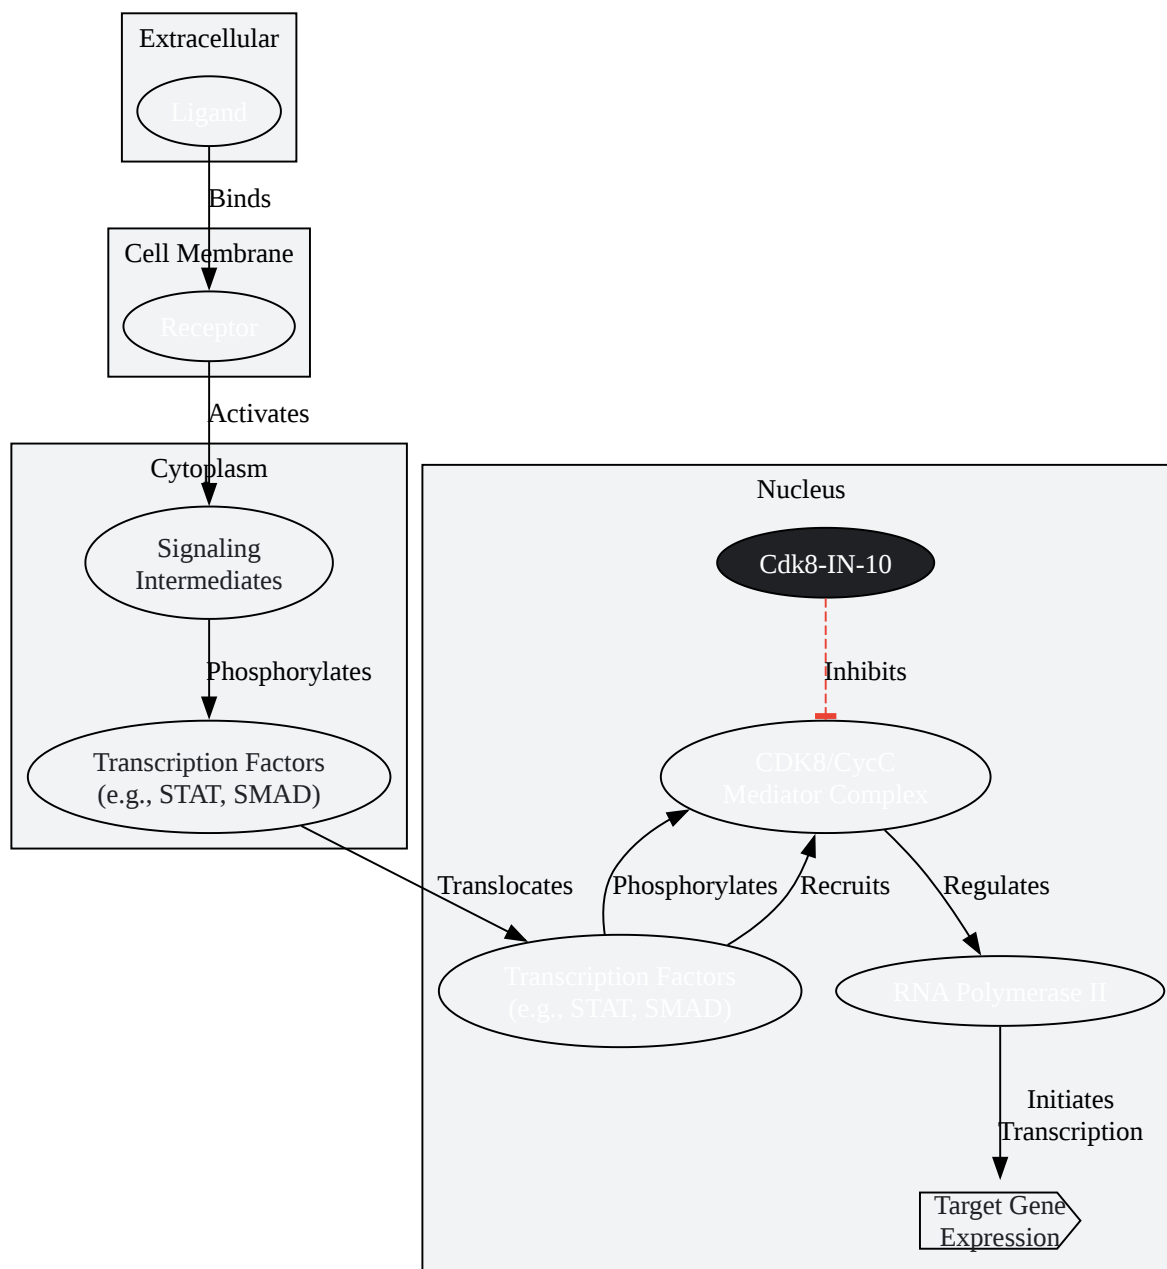 Extracellular
Ligand
Binds
Cell Membrane
Receptor
Activates
Cytoplasm
Signaling
Intermediates
Phosphorylates
Transcription Factors
(e.g., STAT, SMAD)
Translocates
Nucleus
Cdk8-IN-10
Inhibits
CDK8/CycC
Mediator Complex
Phosphorylates
Recruits
Regulates
Transcription Factors
(e.g., STAT, SMAD)
RNA Polymerase II
Initiates
Transcription
Target Gene
Expression